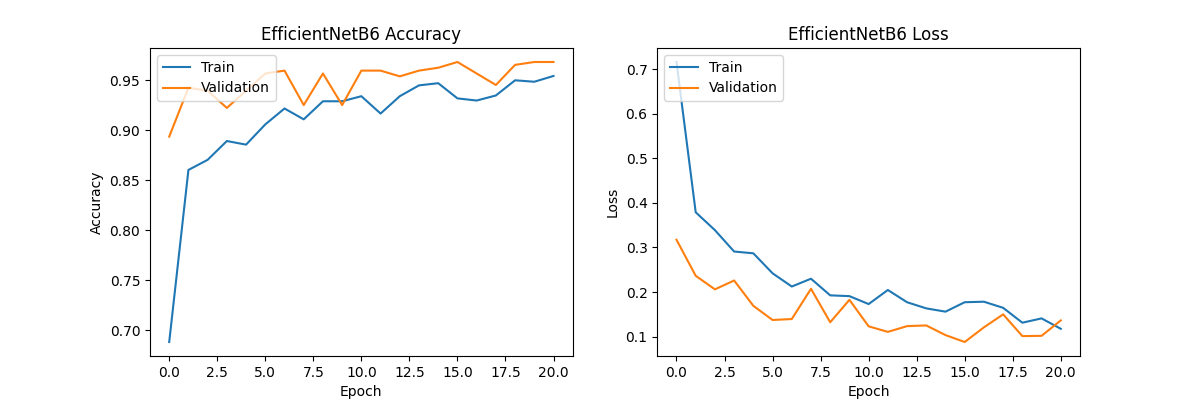 EfficientNetB6 Accuracy
Train
Validation
0.95
0.90
0.85
0.80
0.75
0.70
Accuracy
0.0 2.5 5.0 7.5 10.0 12.5 15.0 17.5 20.0
Epoch
EfficientNetB6 Loss
Train
Validation
0.7
0.6
0.5
0.4
0.3
0.2
0.1
Loss
0.0 2.5 5.0 7.5 10.0 12.5 15.0 17.5 20.0
Epoch